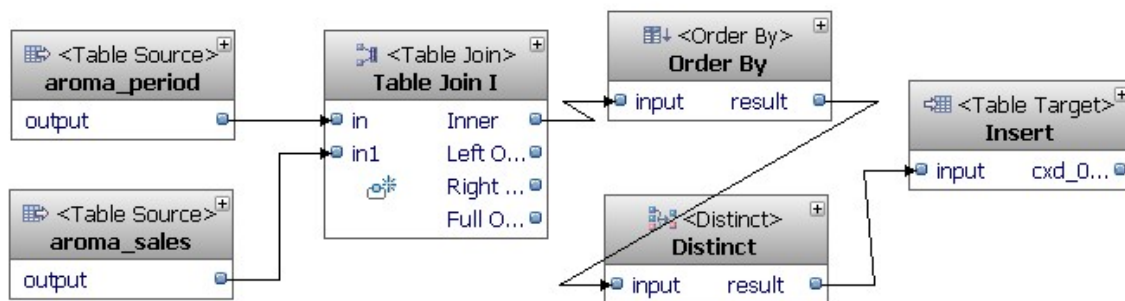 <Table Source>
aroma_period
output
<Table Source>
aroma_sales
output
<Table Join>
Table Join I
in Inner
in1 Left O...
Right ...
Full O...
<Order By>
Order By
input result
<Distinct>
Distinct
input result
<Table Target>
Insert
input cxd_0...